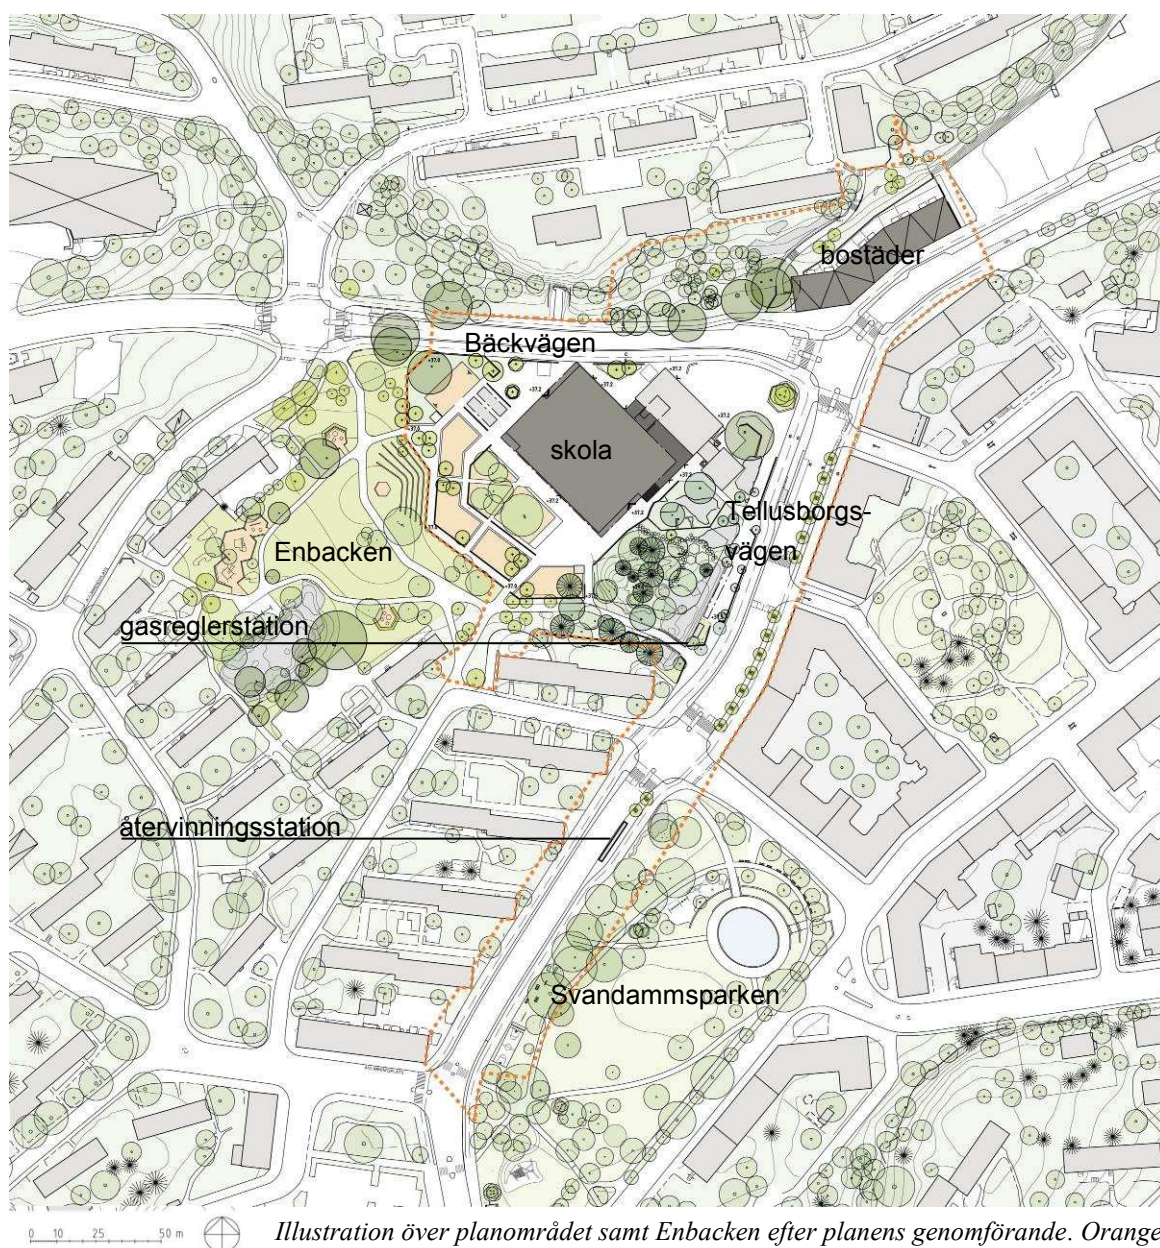 bostäder
Bäckvägen
skola
Tellusborgs-
vägen
Enbacken
gasreglerstation
återvinningsstation
Svandammsparken
0 10 25 50 m
Illustration över planområdet samt Enbacken efter planens genomförande. Orange